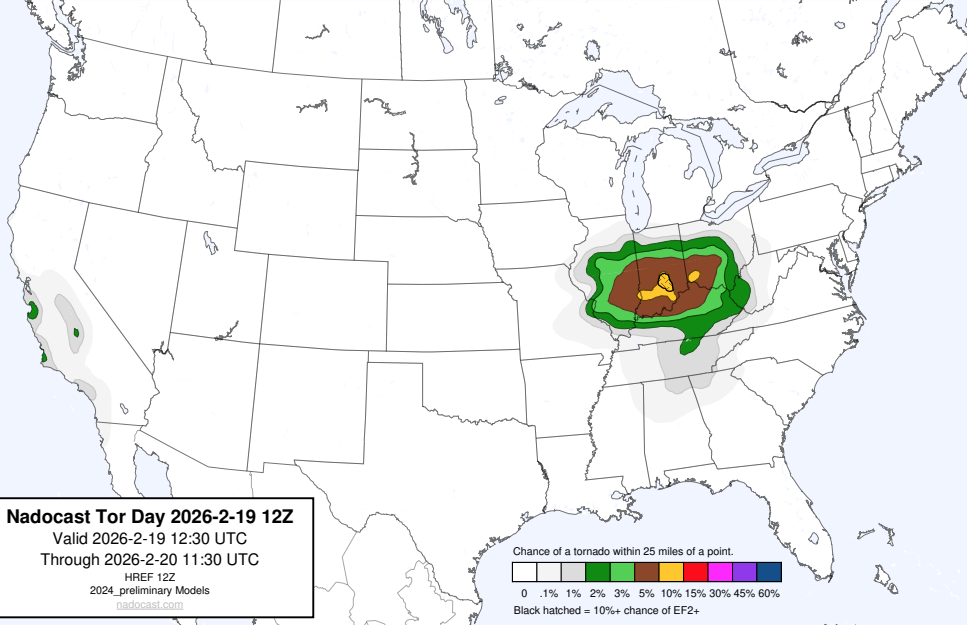 Nadocast Tor Day 2026-2-19 12Z
Valid 2026-2-19 12:30 UTC
Through 2026-2-20 11:30 UTC
HREF 12Z
2024_preliminary Models
nadocast.com
Chance of a tornado within 25 miles of a point.
0 .1% 1% 2% 3% 5% 10% 15% 30% 45% 60%
Black hatched = 10%+ chance of EF2+